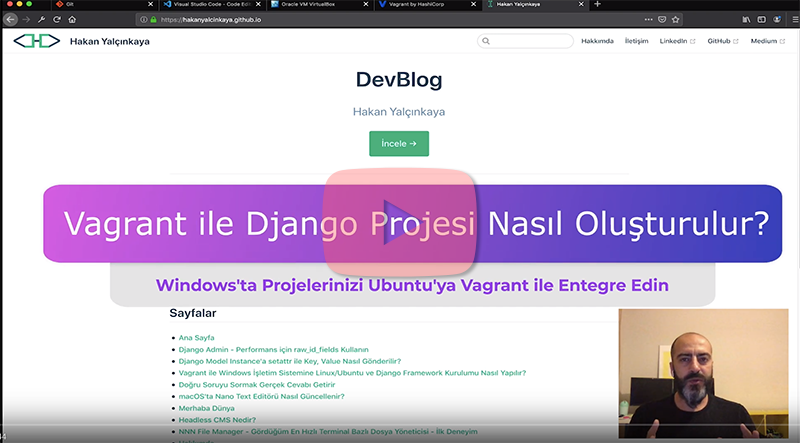 Git
Visual Studio Code - Code Edit
Oracle VM VirtualBox
Vagrant by HashiCorp
Hakan Yalçınkaya
https://hakanyalcinkaya.github.io
Hakan Yalçınkaya
Hakkımda
İletişim
LinkedIn
GitHub
Medium
DevBlog
Hakan Yalçınkaya
İncele →
Vagrant ile Django Projesi Nasıl Oluşturulur?
Windows'ta Projelerinizi Ubuntu'ya Vagrant ile Entegre Edin
Sayfalar
Ana Sayfa
Django Admin - Performans için raw_id_fields Kullanın
Django Model Instance'a setattr ile Key, Value Nasıl Gönderilir?
Vagrant ile Windows İşletim Sistemine Linux/Ubuntu ve Django Framework Kurulumu Nasıl Yapılır?
Doğru Soruyu Sormak Gerçek Cevabı Getirir
macOS'ta Nano Text Editörü Nasıl Güncellenir?
Merhaba Dünya
Headless CMS Nedir?
NNN File Manager - Gördüğüm En Hızlı Terminal Bazlı Dosya Yöneticisi - İlk Deneyim